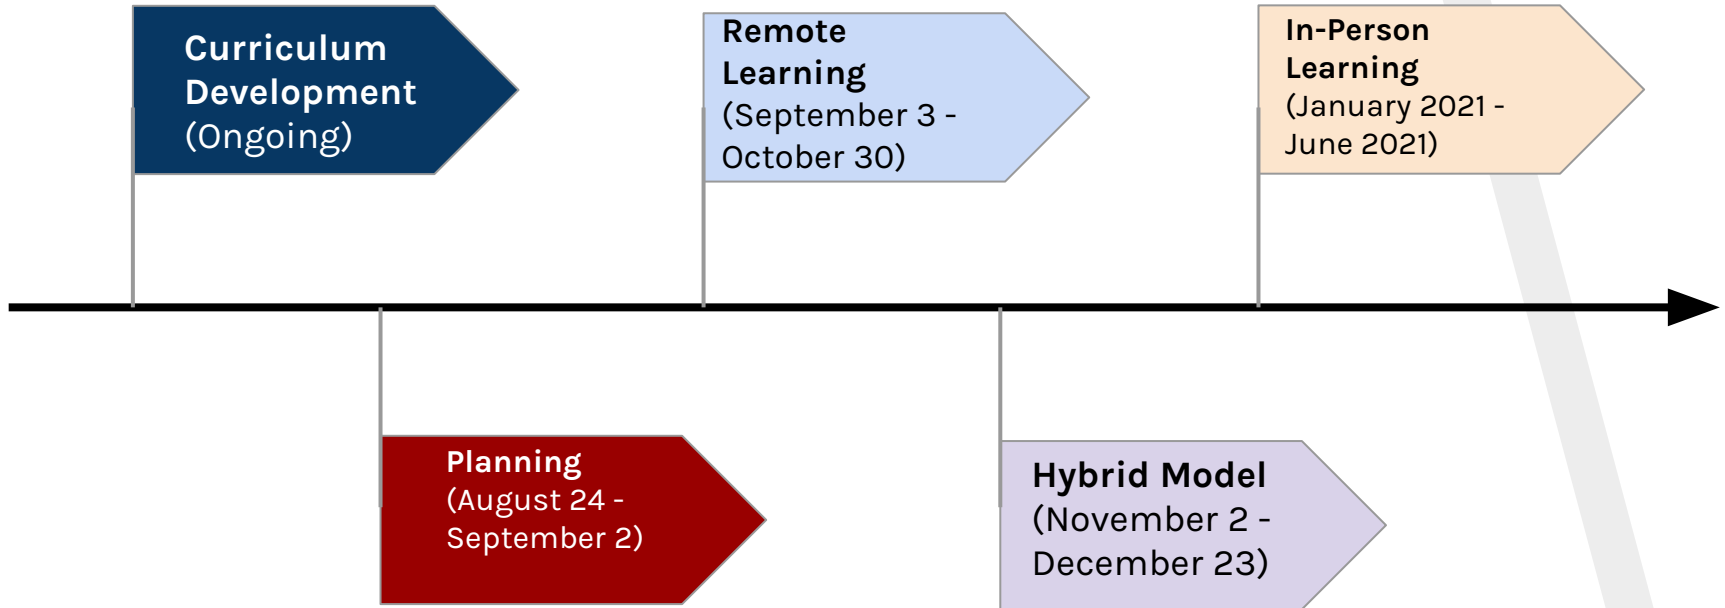 Curriculum
Development
(Ongoing)
Remote
Learning
(September 3 -
October 30)
In-Person
Learning
(January 2021 -
June 2021)
Planning
(August 24 -
September 2)
Hybrid Model
(November 2 -
December 23)